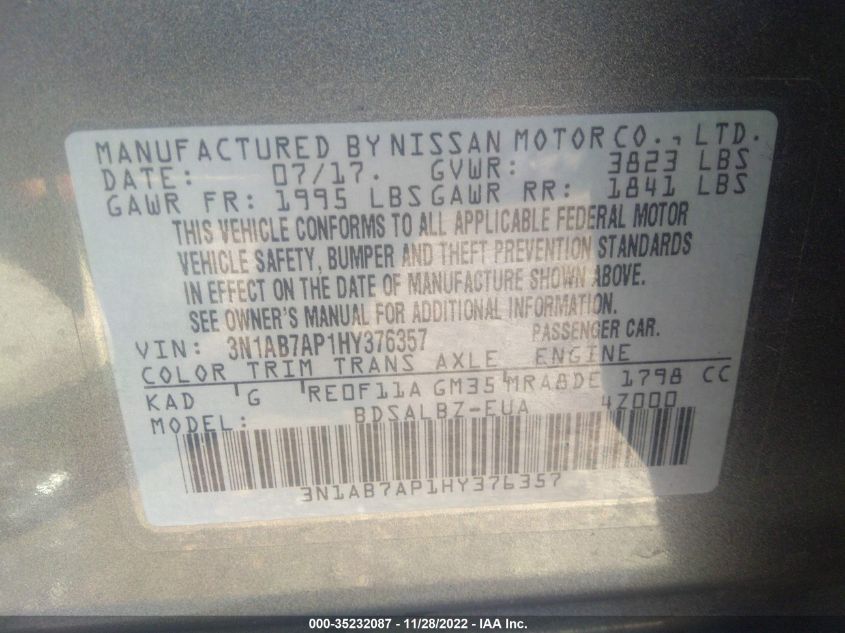 MANUFACTURED BY NISSAN MOTOR CO., LTD.
DATE: 07/17. GVWR: 3823 LBS
GAWR FR: 1995 LBS GAWR RR: 1841 LBS
THIS VEHICLE CONFORMS TO ALL APPLICABLE FEDERAL MOTOR
VEHICLE SAFETY, BUMPER AND THEFT PREVENTION STANDARDS
IN EFFECT ON THE DATE OF MANUFACTURE SHOWN ABOVE.
SEE OWNER'S MANUAL FOR ADDITIONAL INFORMATION.
VIN: 3N1AB7AP1HY376357 PASSENGER CAR.
COLOR TRIM TRANS AXLE ENGINE
KAD G RE0F11A GM35 MRA8DE 1798 CC
MODEL: BDSALBZ-EUA 4Z000
3N1AB7AP1HY376357
000-35232087 - 11/28/2022 - IAA Inc.